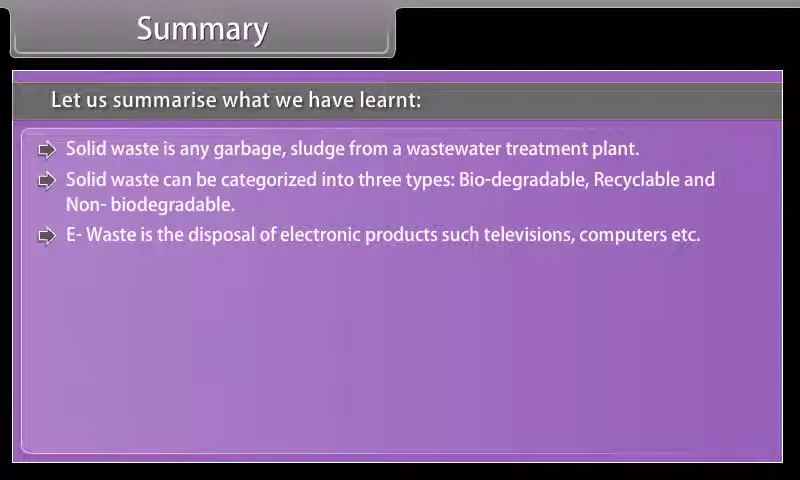 Summary
Let us summarise what we have learnt:
Solid waste is any garbage, sludge from a wastewater treatment plant.
Solid waste can be categorized into three types: Bio-degradable, Recyclable and
Non- biodegradable.
E- Waste is the disposal of electronic products such televisions, computers etc.